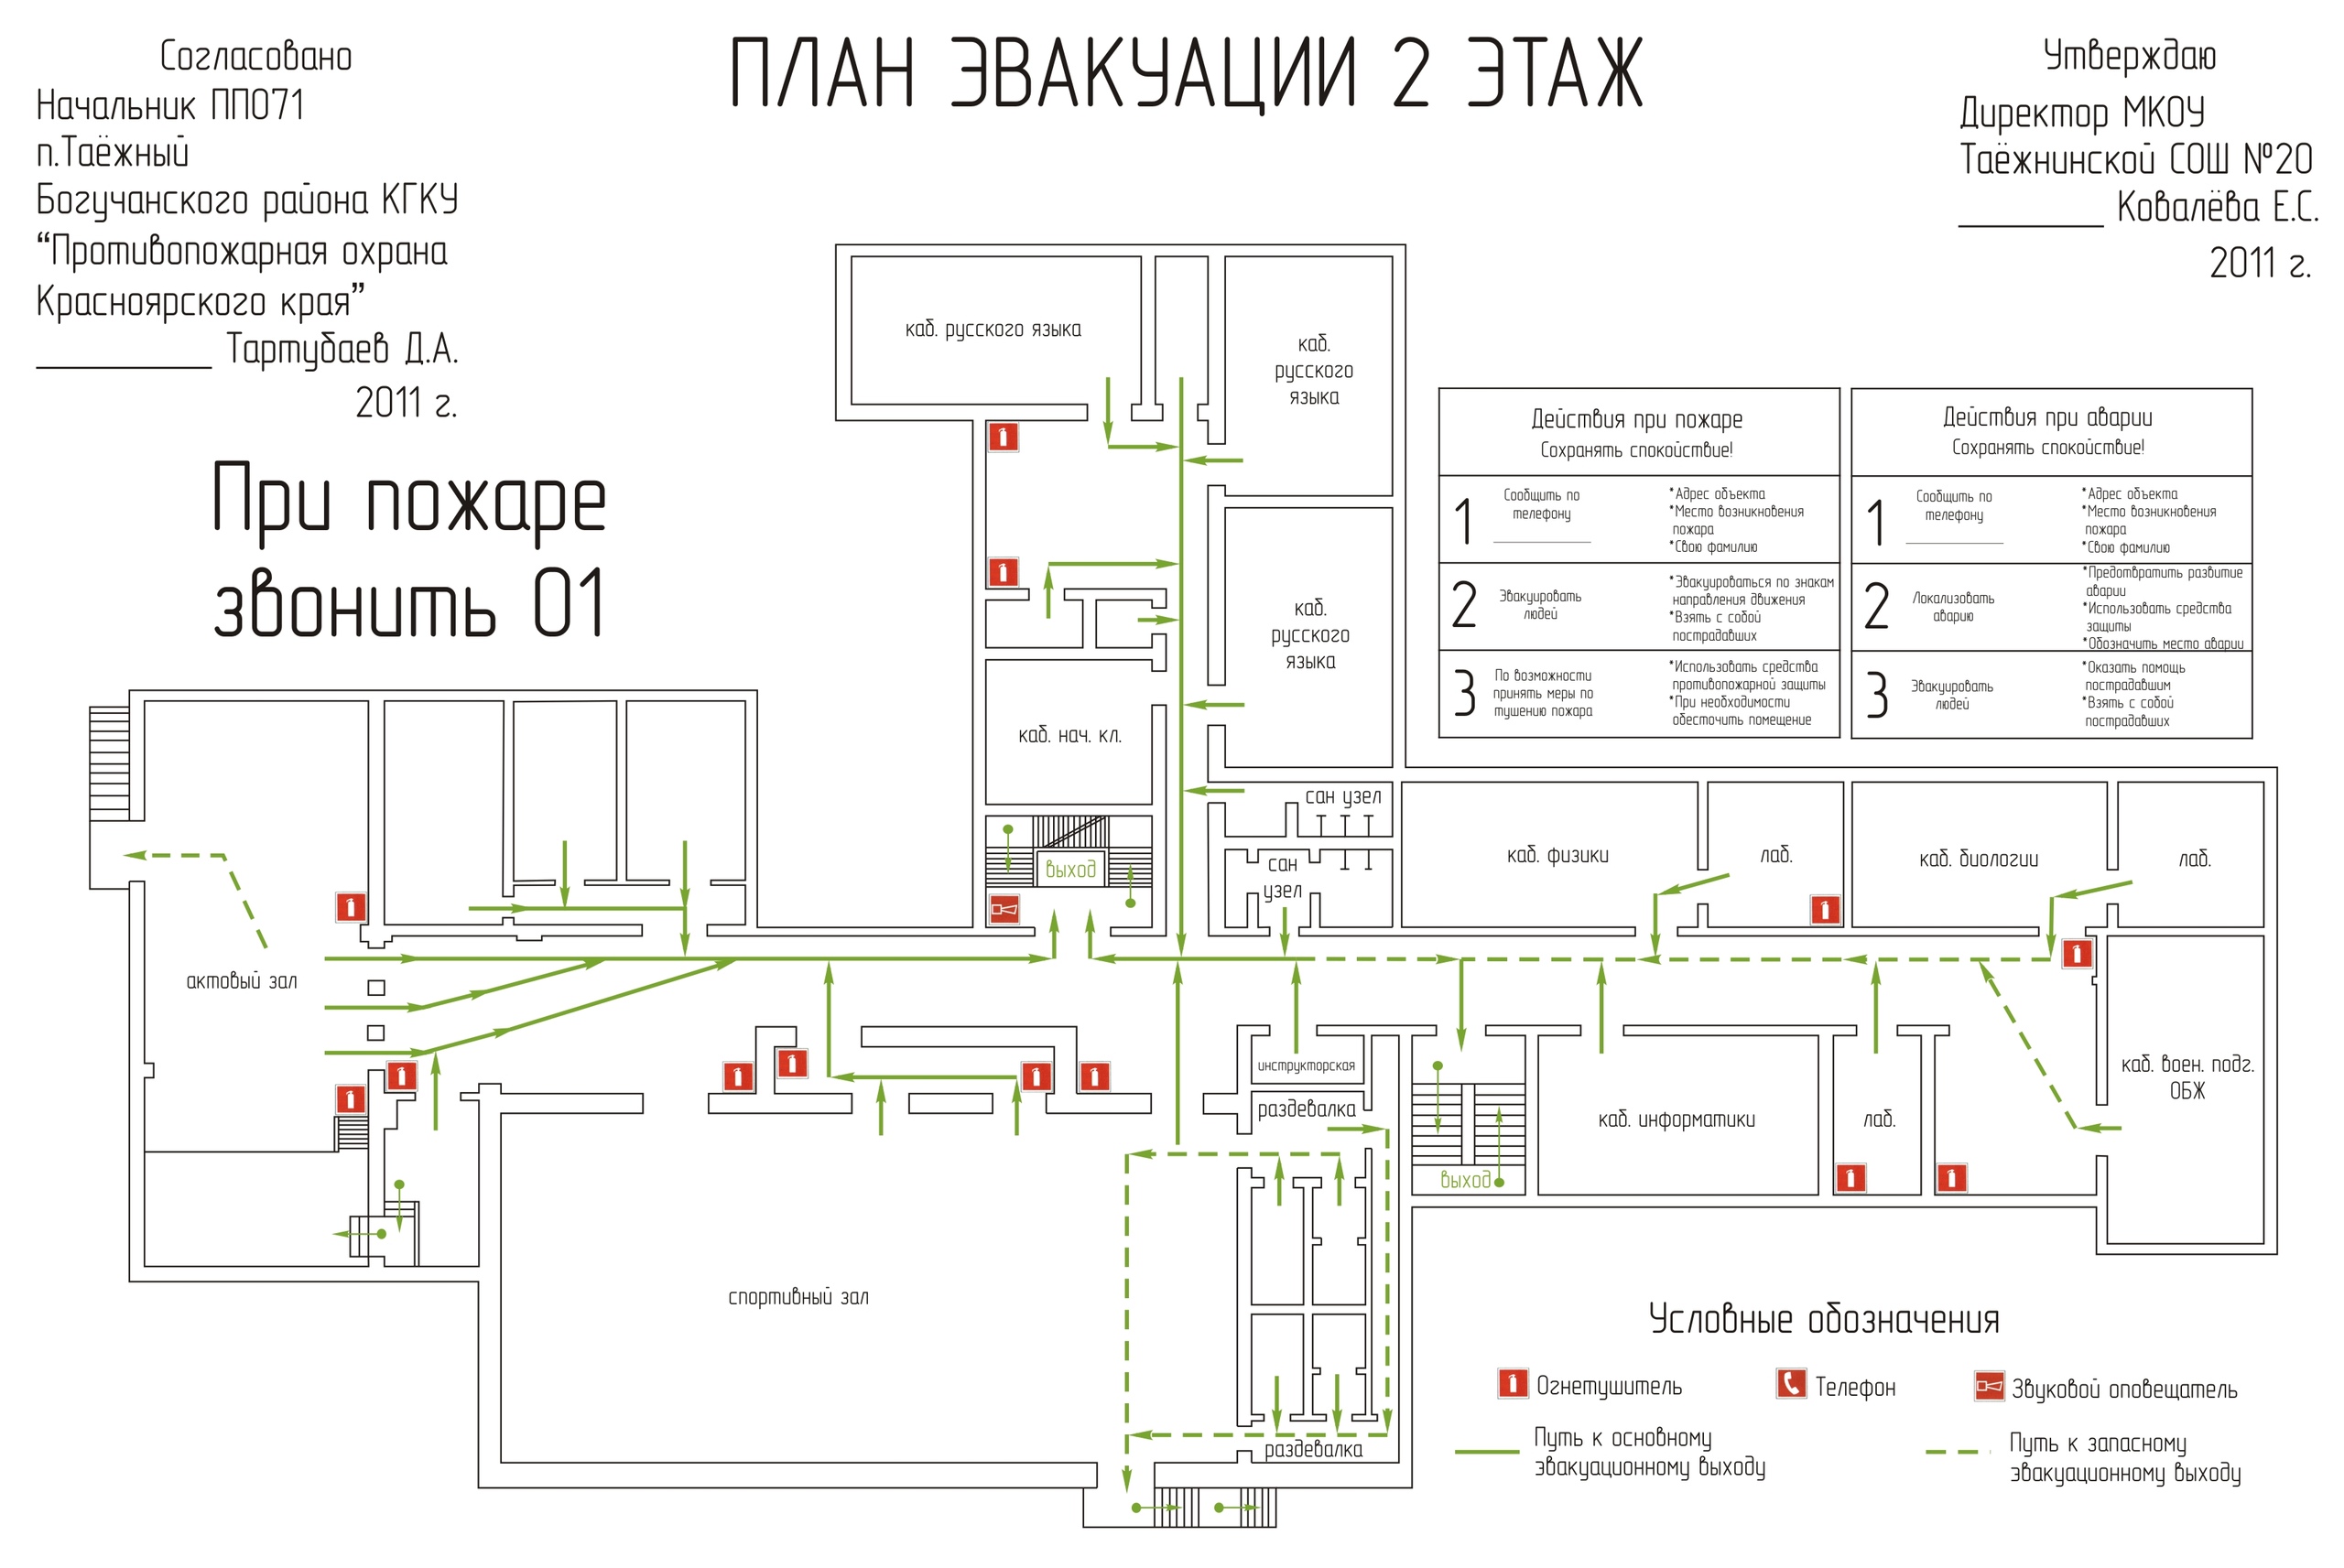 ПЛАН ЭВАКУАЦИИ 2 ЭТАЖ
Согласовано
Начальник ППО71
п.Таёжный
Богучанского района КГКУ
“Противопожарная охрана
Красноярского края”
Тартубаев Д.А.
2011 г.
Утверждаю
Директор МКОУ
Таёжнинской СОШ №20
Ковалёва Е.С.
2011 г.
При пожаре
звонить 01
Действия при пожаре
Сохранять спокойствие!
1
Сообщить по
телефону
*Адрес объекта
*Место возникновения
пожара
*Свою фамилию
2
Эвакуировать
людей
*Эвакуироваться по знакам
направления движения
*Взять с собой
пострадавших
3
По возможности
принять меры по
тушению пожара
*Использовать средства
противопожарной защиты
*При необходимости
обесточить помещение
Действия при аварии
Сохранять спокойствие!
1
Сообщить по
телефону
*Адрес объекта
*Место возникновения
пожара
*Свою фамилию
2
Локализовать
аварию
*Предотвратить развитие
аварии
*Использовать средства
защиты
*Обозначить место аварии
3
Эвакуировать
людей
*Оказать помощь
пострадавшим
*Взять с собой
пострадавших
каб. русского языка
каб.
русского
языка
каб.
русского
языка
каб. нач. кл.
выход
сан узел
сан
узел
каб. физики
лаб.
каб. биологии
лаб.
актовый зал
инструкторская
раздевалка
выход
каб. информатики
лаб.
каб. воен. подг.
ОБЖ
спортивный зал
раздевалка
Условные обозначения
Огнетушитель
Телефон
Звуковой оповещатель
Путь к основному
эвакуационному выходу
Путь к запасному
эвакуационному выходу